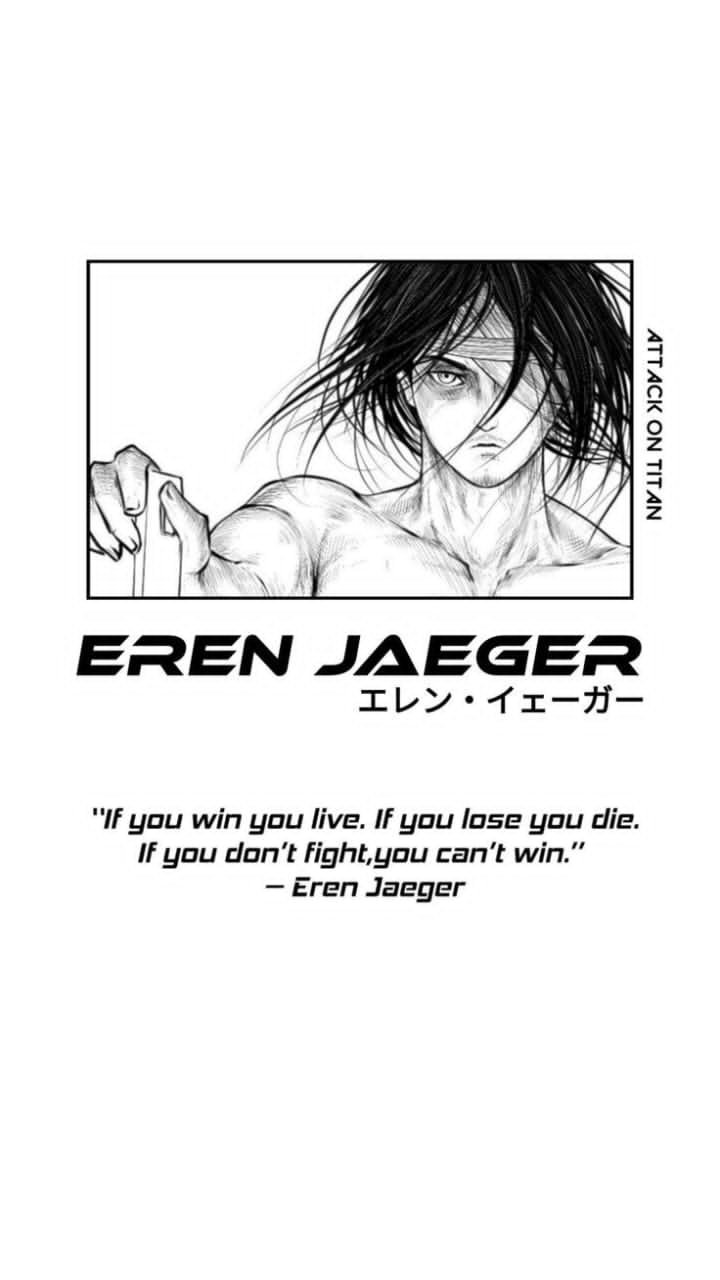 ATTACK ON TITAN
EREN JAEGER
エレン・イェーガー
"If you win you live. If you lose you die.
If you don't fight,you can't win."
– Eren Jaeger